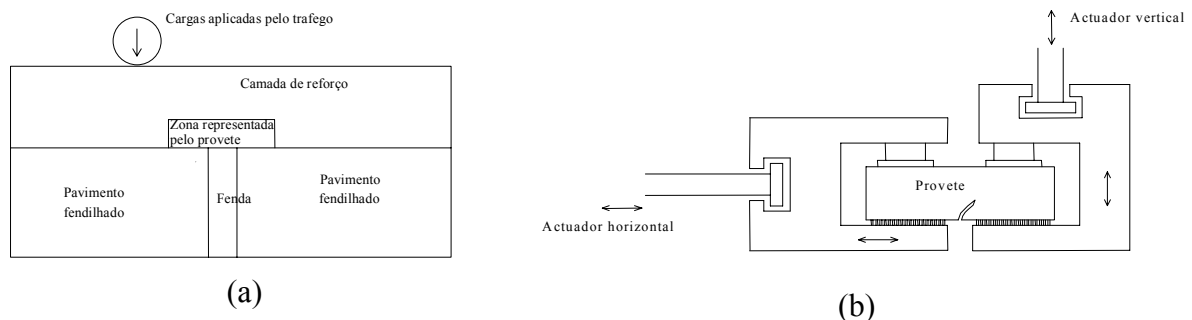 Cargas aplicadas pelo trafego
Camada de reforço
Zona representada
pelo provete
Pavimento
fendilhado
Fenda
Pavimento
fendilhado
(a)
Actuador vertical
Provete
Actuador horizontal
(b)